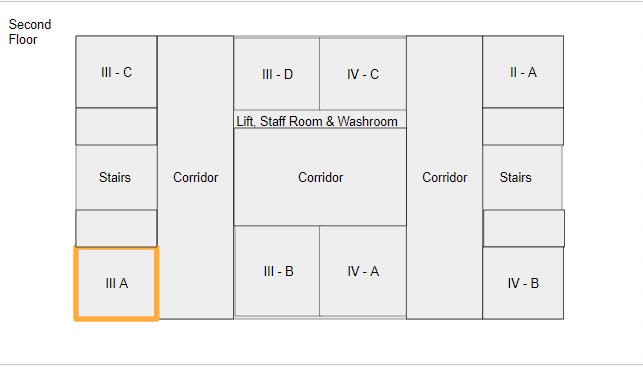 Second
Floor
III - C
III - D
IV - C
II - A
Lift, Staff Room & Washroom
Stairs
Corridor
Corridor
Corridor
Stairs
III A
III - B
IV - A
IV - B